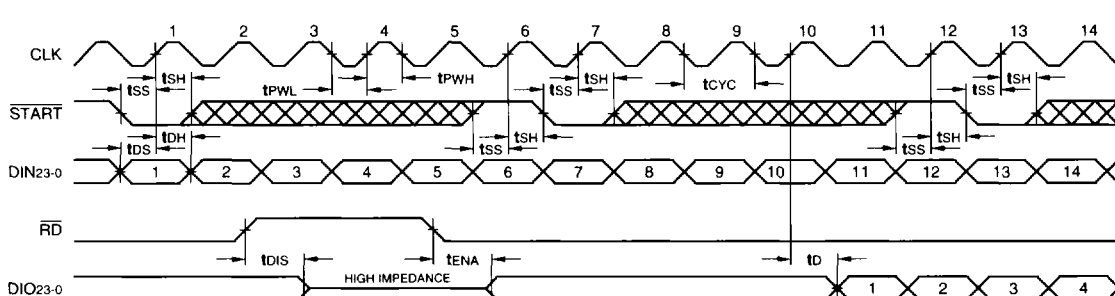 1 2 3 4 5 6 7 8 9 10 11 12 13 14
CLK
tSS tSH tPWL tPWH tSS tSH tCYC tSS tSH
START
tDS tDH tSS tSH tSS tSH
DIN23-0 1 2 3 4 5 6 7 8 9 10 11 12 13 14
RD
tDIS tENA tD
DIO23-0 HIGH IMPEDANCE 1 2 3 4